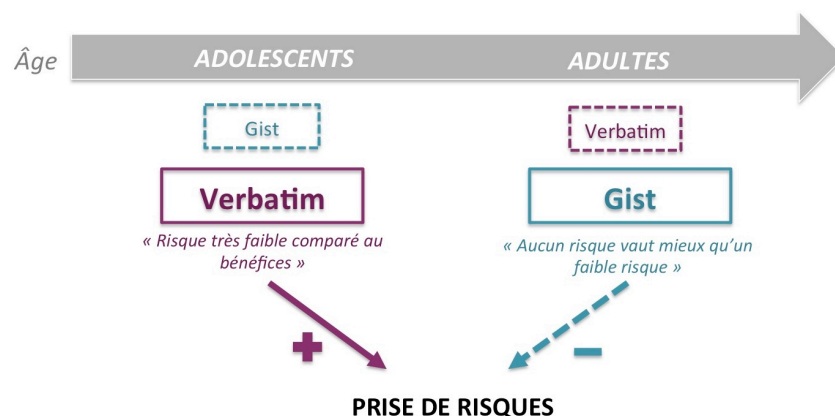 Âge
ADOLESCENTS
ADULTES
Gist
Verbatim
Verbatim
Gist
« Risque très faible comparé au
bénéfices »
« Aucun risque vaut mieux qu'un
faible risque »
+
−
PRISE DE RISQUES